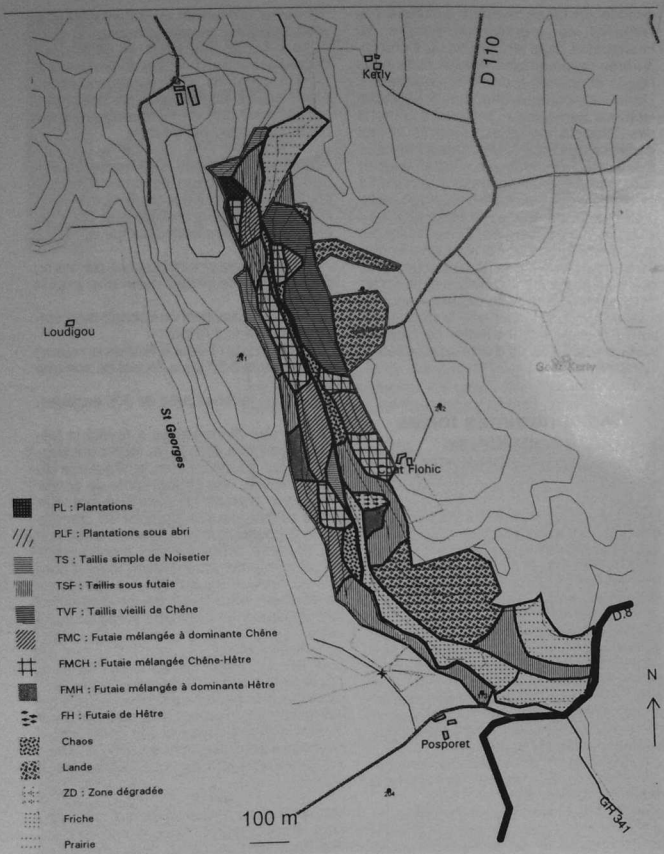 Kerly
D 110
Loudigou
Goat Kerly
St Georges
Coat Flohic
PL : Plantations
PLF : Plantations sous abri
TS : Taillis simple de Noisetier
TSF : Taillis sous futaie
TVF : Taillis vieilli de Chêne
FMC : Futaie mélangée à dominante Chêne
FMCH : Futaie mélangée Chêne-Hêtre
FMH : Futaie mélangée à dominante Hêtre
FH : Futaie de Hêtre
Chaos
Lande
ZD : Zone dégradée
Friche
Prairie
D.8
N
Posporet
GR 341
100 m